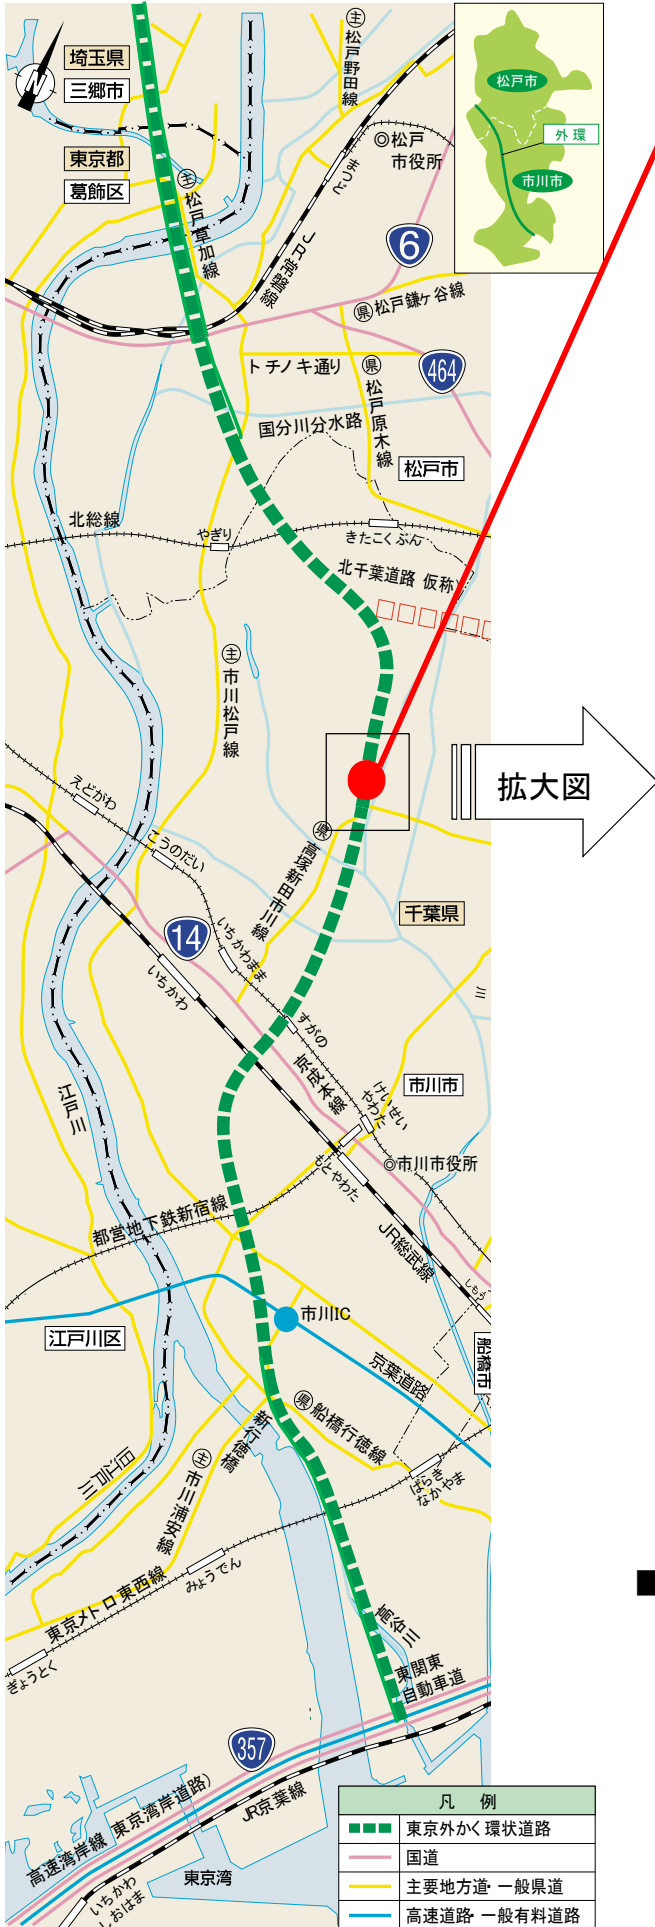 埼玉県
三郷市
N
東京都
葛飾区
主 松戸野田線
◎松戸
市役所
まつど
主 松戸草加線
JR常磐線
6
松戸市
外環
市川市
県 松戸鎌ヶ谷線
トチノキ通り
県 松戸原木線
464
国分川分水路
松戸市
北総線
やぎり
きたこくぶん
北千葉道路 仮称)
主 市川松戸線
拡大図
えどがわ
こうのだい
県 高塚新田市川線
千葉県
14
いちかわまま
いちかわ
すがの
川
京成本線
江戸川
けいせい
やわた
市川市
◎市川市役所
もとやわた
都営地下鉄新宿線
JR総武線
しもう
市川IC
江戸川区
船橋市
京葉道路
県 船橋行徳線
新行徳橋
旧江戸川
主 市川浦安線
ばらき
なかやま
みょうでん
東京メトロ東西線
高谷川
ぎょうとく
東関東
自動車道
357
JR京葉線
高速湾岸線 東京湾岸道路)
東京湾
いちかわ
しおはま
凡 例
東京外かく環状道路
国道
主要地方道・一般県道
高速道路・一般有料道路